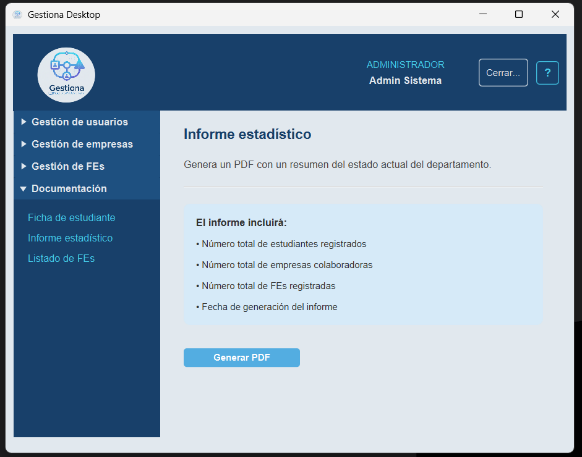 Gestiona Desktop
Gestiona
ADMINISTRADOR
Admin Sistema
Cerrar...
?
Gestión de usuarios
Gestión de empresas
Gestión de FEs
Documentación
Ficha de estudiante
Informe estadístico
Listado de FEs
Informe estadístico
Genera un PDF con un resumen del estado actual del departamento.
El informe incluirá:
• Número total de estudiantes registrados
• Número total de empresas colaboradoras
• Número total de FEs registradas
• Fecha de generación del informe
Generar PDF